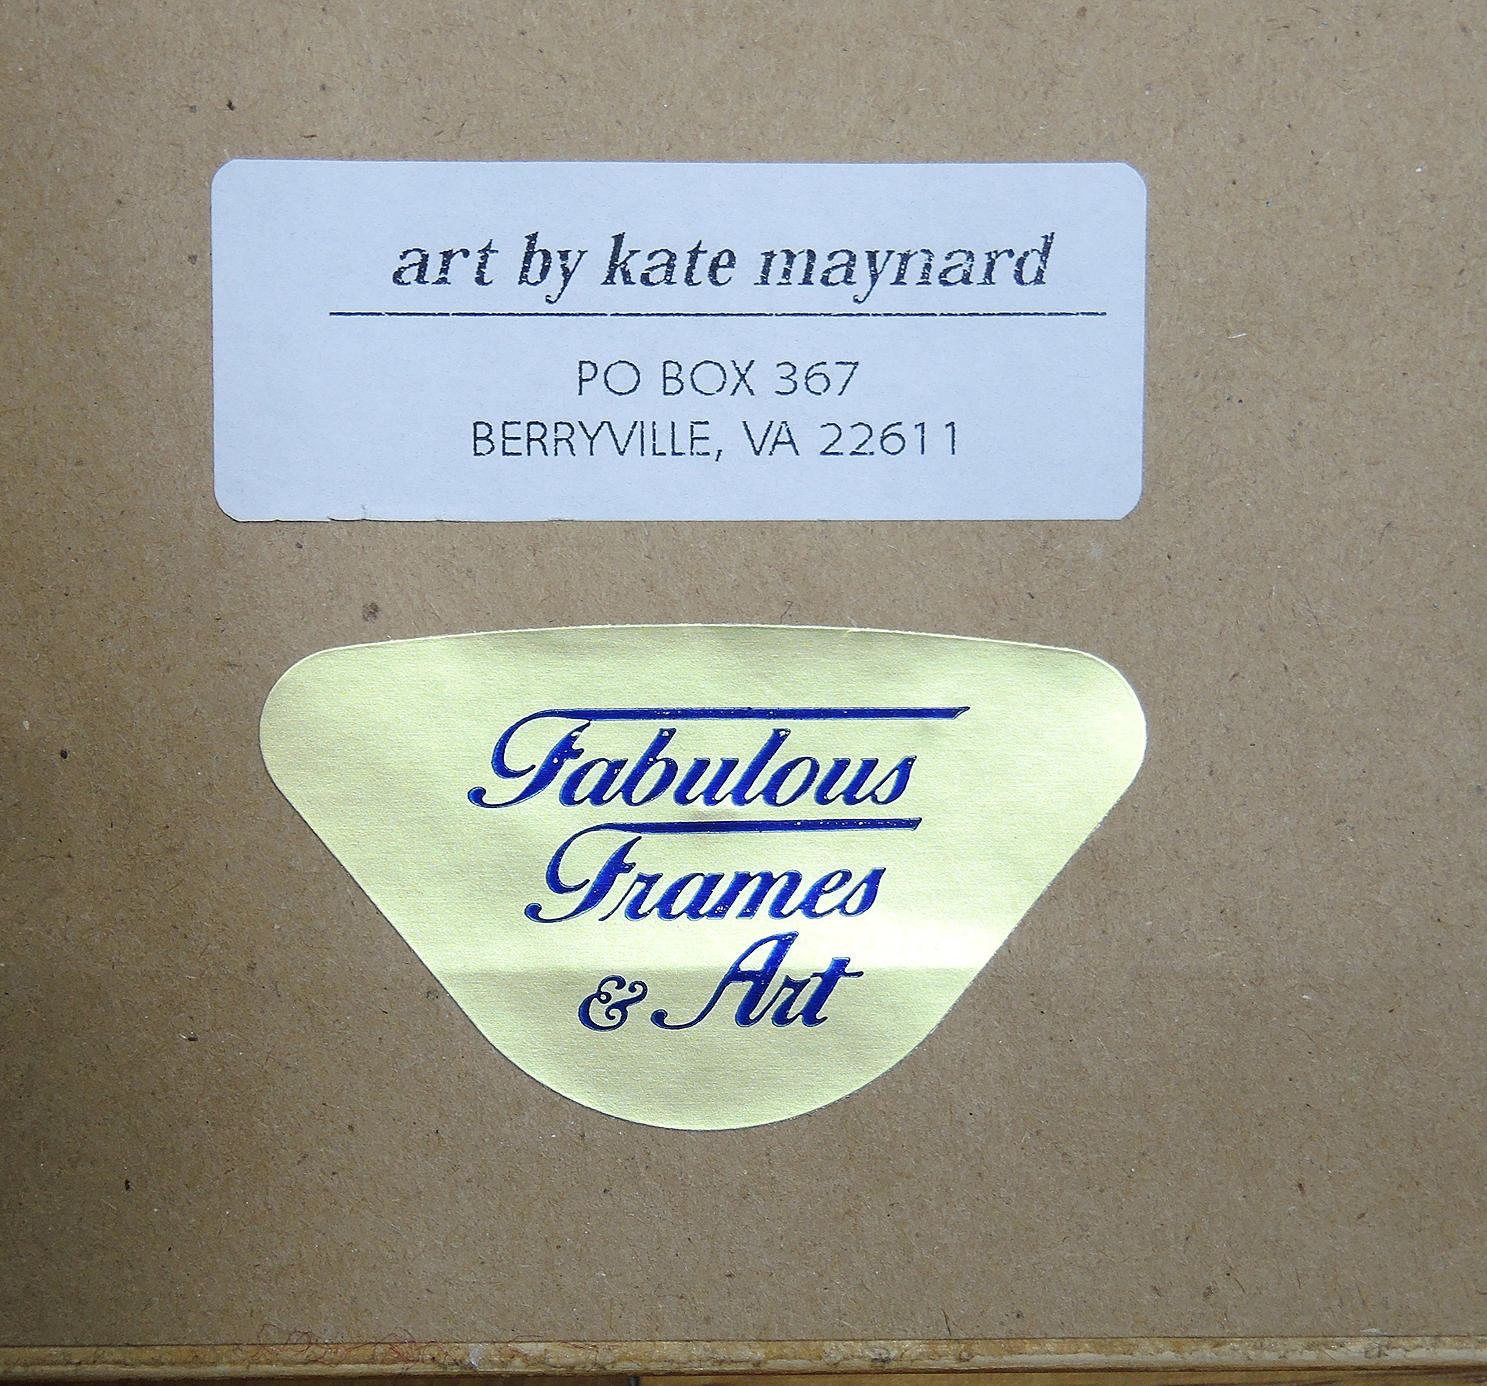 art by kate maynard
PO BOX 367
BERRYVILLE, VA 22611
Fabulous
Frames
& Art